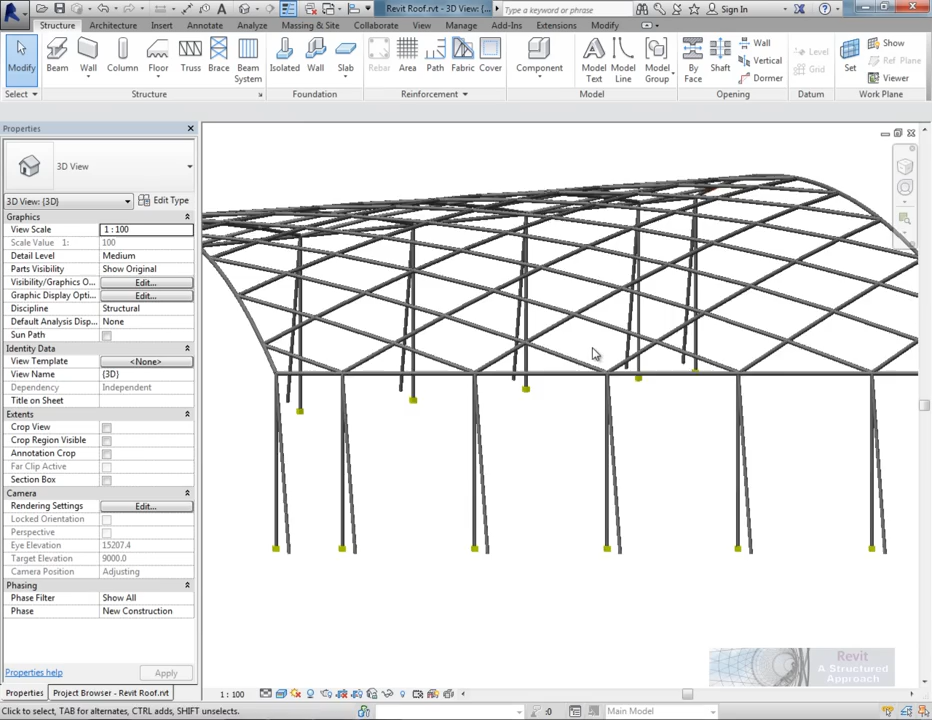 Revit Roof.rvt - 3D View: {...
Type a keyword or phrase
Sign In
Structure Architecture Insert Annotate Analyze Massing & Site Collaborate View Manage Add-Ins Extensions Modify
Modify Beam Wall Column Floor Truss Brace Beam System Isolated Wall Slab Rebar Area Path Fabric Cover Component Model Text Model Line Model Group By Face Shaft Wall Vertical Dormer Level Grid Set Show Ref Plane Viewer
Select Structure Foundation Reinforcement Model Opening Datum Work Plane
Properties
3D View
3D View: {3D} Edit Type
Graphics
View Scale 1 : 100
Scale Value 1: 100
Detail Level Medium
Parts Visibility Show Original
Visibility/Graphics O... Edit...
Graphic Display Opti... Edit...
Discipline Structural
Default Analysis Disp... None
Sun Path
Identity Data
View Template <None>
View Name {3D}
Dependency Independent
Title on Sheet
Extents
Crop View
Crop Region Visible
Annotation Crop
Far Clip Active
Section Box
Camera
Rendering Settings Edit...
Locked Orientation
Perspective
Eye Elevation 15207.4
Target Elevation 9000.0
Camera Position Adjusting
Phasing
Phase Filter Show All
Phase New Construction
Properties help Apply
Properties Project Browser - Revit Roof.rvt
Revit
A Structured
Approach
1 : 100
Click to select, TAB for alternates, CTRL adds, SHIFT unselects.
:0
Main Model